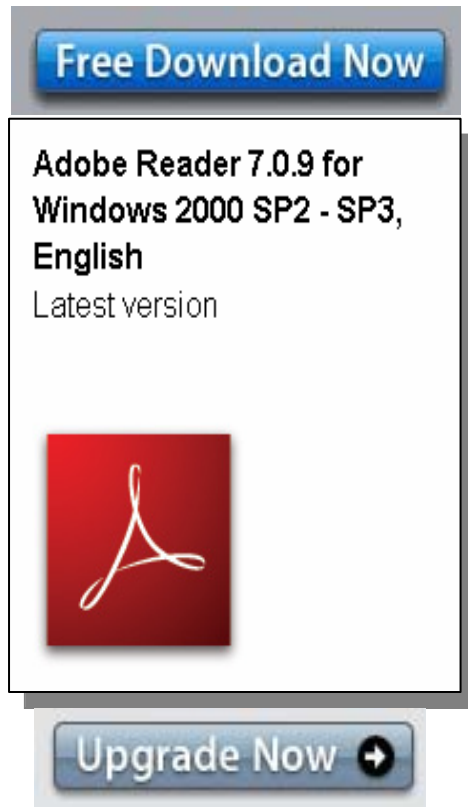 Free Download Now
Adobe Reader 7.0.9 for
Windows 2000 SP2 - SP3,
English
Latest version
Upgrade Now